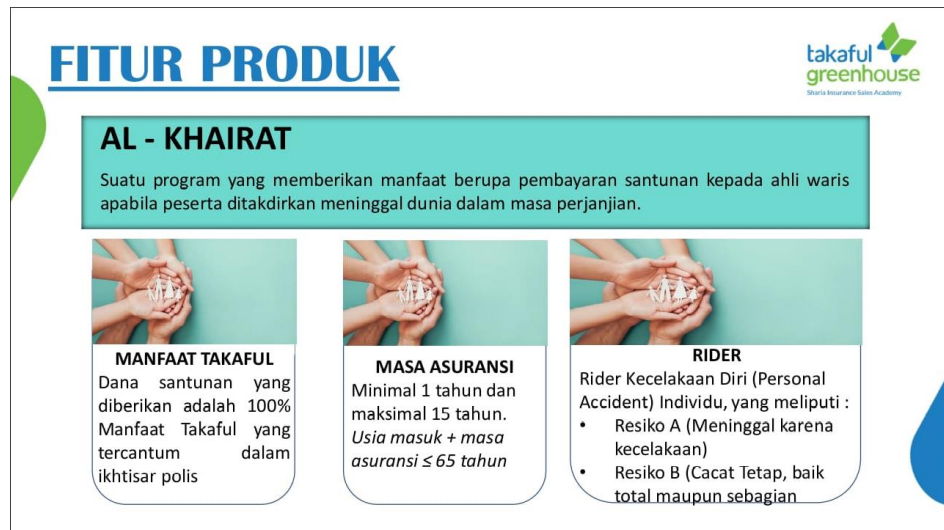 FITUR PRODUK
takaful
greenhouse
Sharia Insurance Sales Academy
AL - KHAIRAT
Suatu program yang memberikan manfaat berupa pembayaran santunan kepada ahli waris
apabila peserta ditakdirkan meninggal dunia dalam masa perjanjian.
MANFAAT TAKAFUL
Dana santunan yang
diberikan adalah 100%
Manfaat Takaful yang
tercantum dalam
ikhtisar polis
MASA ASURANSI
Minimal 1 tahun dan
maksimal 15 tahun.
Usia masuk + masa
asuransi ≤ 65 tahun
RIDER
Rider Kecelakaan Diri (Personal
Accident) Individu, yang meliputi :
• Resiko A (Meninggal karena
kecelakaan)
• Resiko B (Cacat Tetap, baik
total maupun sebagian